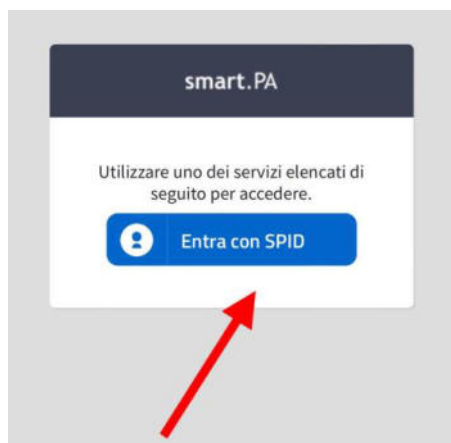 smart.PA
Utilizzare uno dei servizi elencati di
seguito per accedere.
Entra con SPID